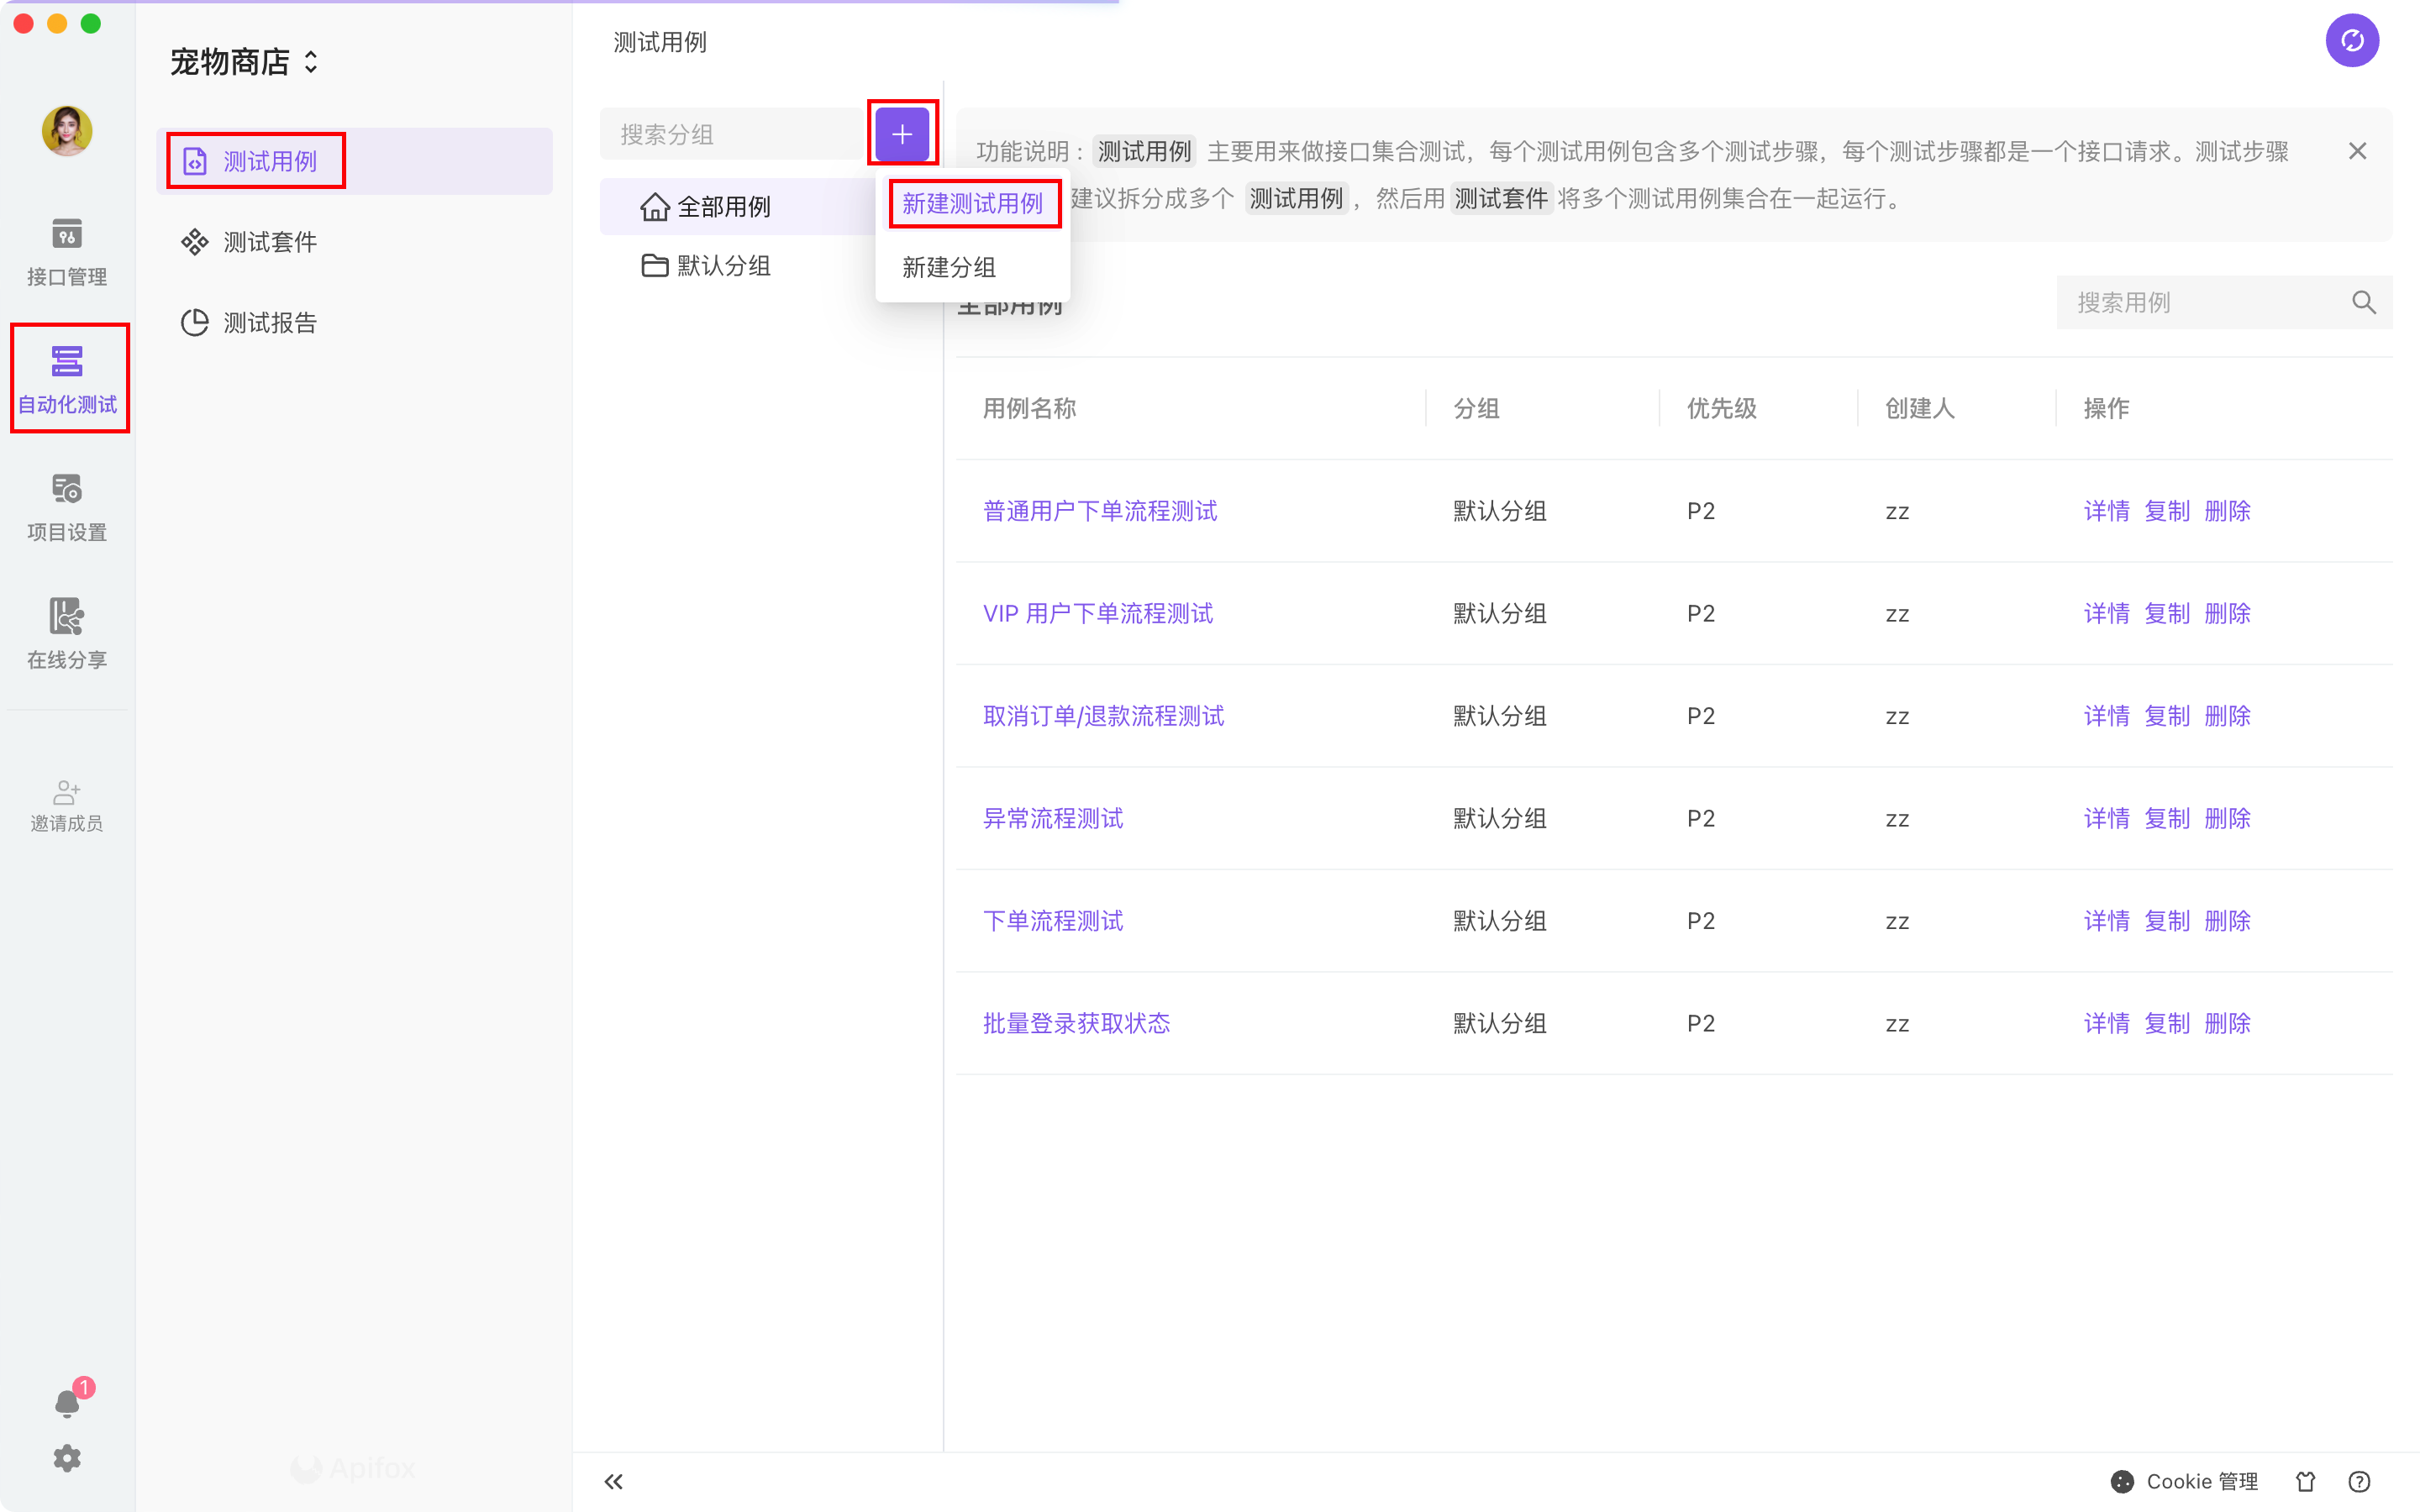 宠物商店
测试用例
测试套件
测试报告
接口管理
自动化测试
项目设置
在线分享
邀请成员
1
Apifox
测试用例
搜索分组
全部用例
默认分组
新建测试用例
新建分组
功能说明：测试用例 主要用来做接口集合测试，每个测试用例包含多个测试步骤，每个测试步骤都是一个接口请求。测试步骤
建议拆分成多个 测试用例，然后用 测试套件 将多个测试用例集合在一起运行。
全部用例
搜索用例
用例名称 分组 优先级 创建人 操作
普通用户下单流程测试 默认分组 P2 zz 详情 复制 删除
VIP 用户下单流程测试 默认分组 P2 zz 详情 复制 删除
取消订单/退款流程测试 默认分组 P2 zz 详情 复制 删除
异常流程测试 默认分组 P2 zz 详情 复制 删除
下单流程测试 默认分组 P2 zz 详情 复制 删除
批量登录获取状态 默认分组 P2 zz 详情 复制 删除
Cookie 管理